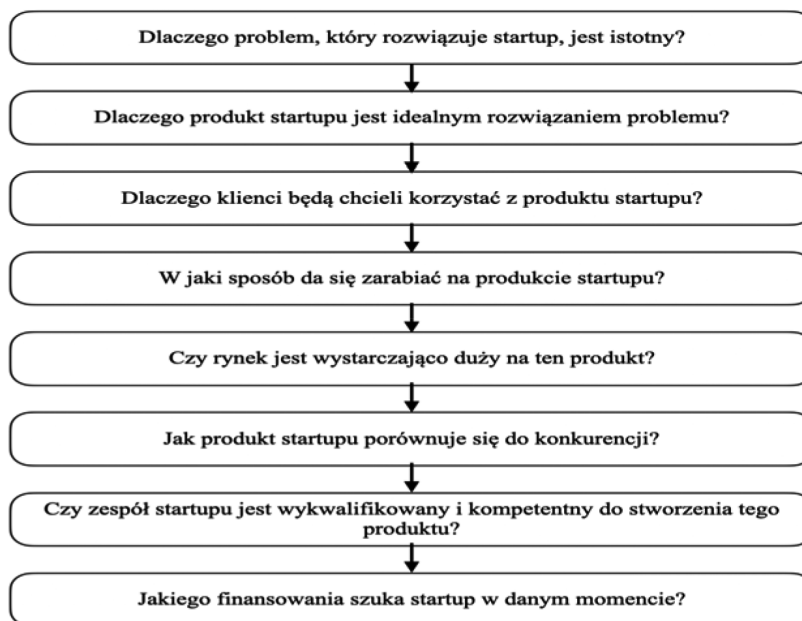 Dlaczego problem, który rozwiązuje startup, jest istotny?
Dlaczego produkt startupu jest idealnym rozwiązaniem problemu?
Dlaczego klienci będą chcieli korzystać z produktu startupu?
W jaki sposób da się zarabiać na produkcie startupu?
Czy rynek jest wystarczająco duży na ten produkt?
Jak produkt startupu porównuje się do konkurencji?
Czy zespół startupu jest wykwalifikowany i kompetentny do stworzenia tego
produktu?
Jakiego finansowania szuka startup w danym momencie?